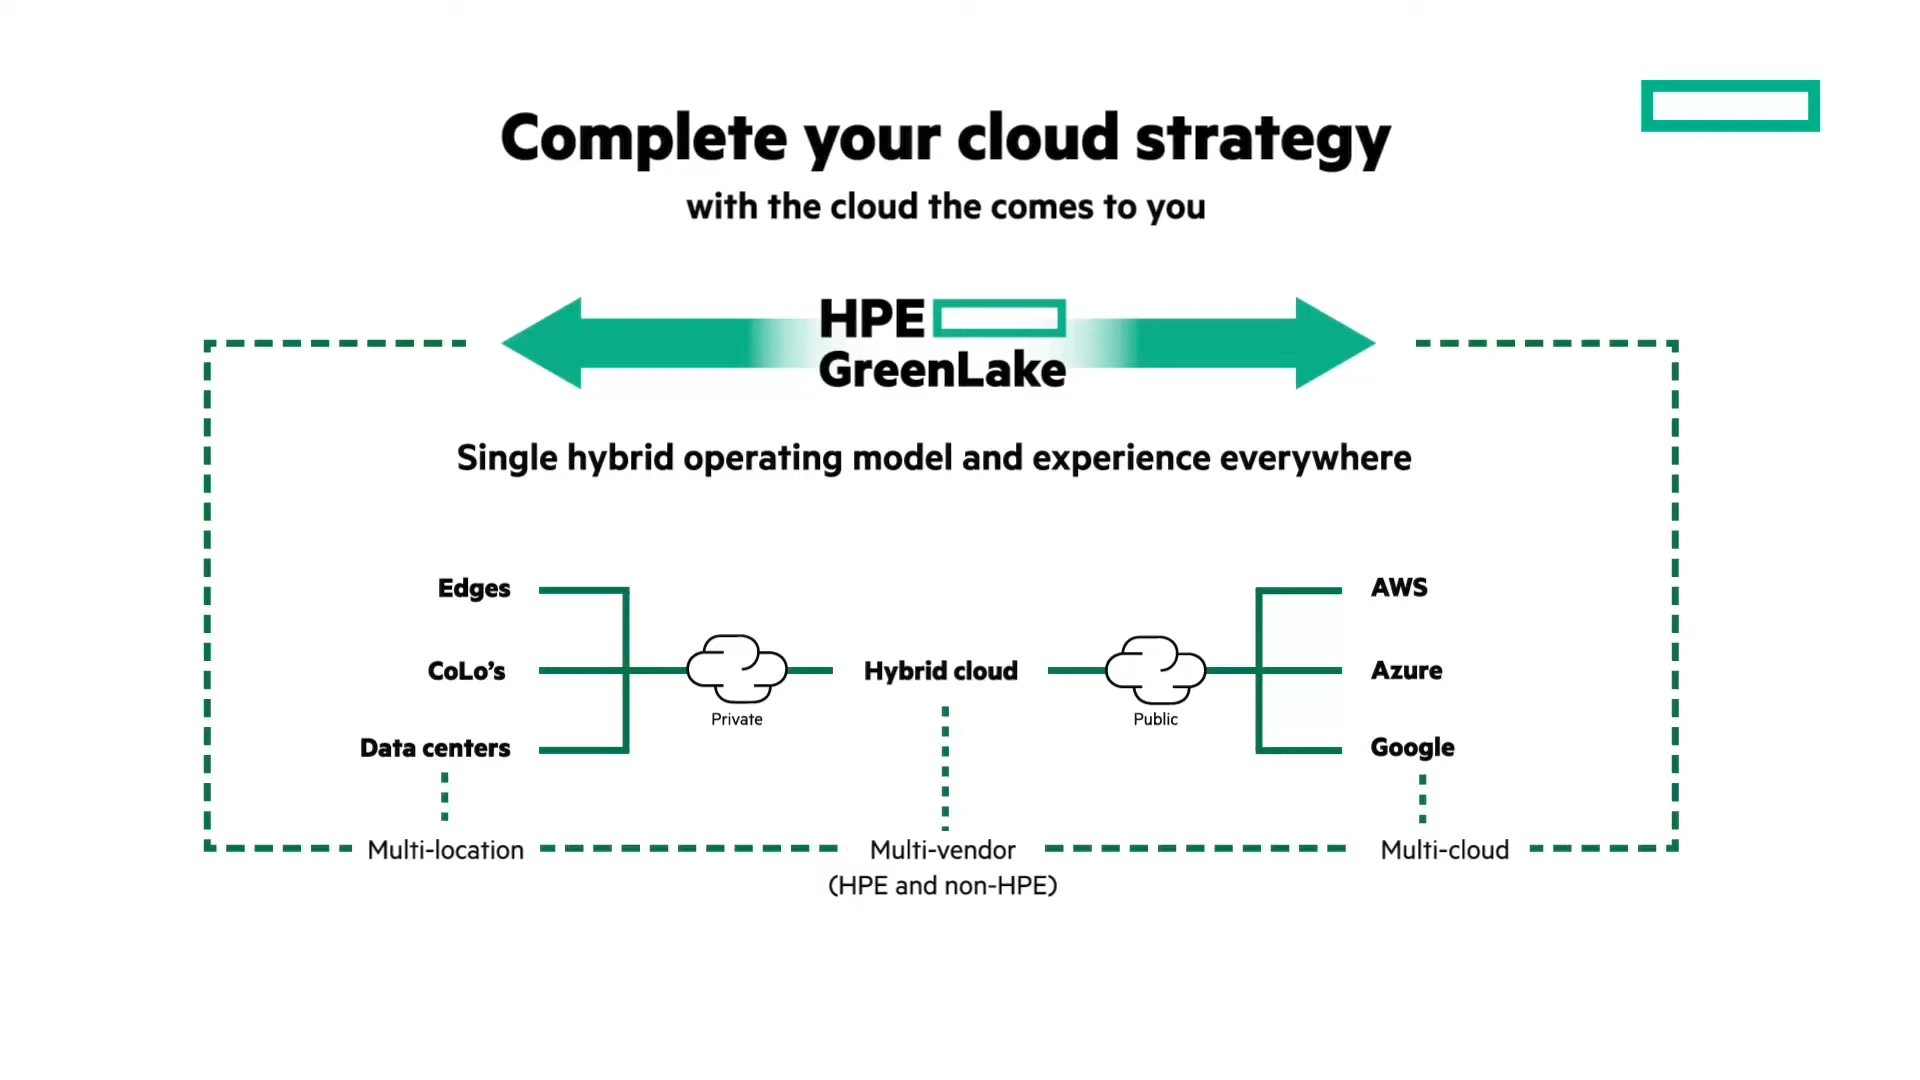 Complete your cloud strategy
with the cloud the comes to you
HPE
GreenLake
Single hybrid operating model and experience everywhere
Edges
CoLo’s
Data centers
Private
Hybrid cloud
Public
AWS
Azure
Google
Multi-location
Multi-vendor
(HPE and non-HPE)
Multi-cloud